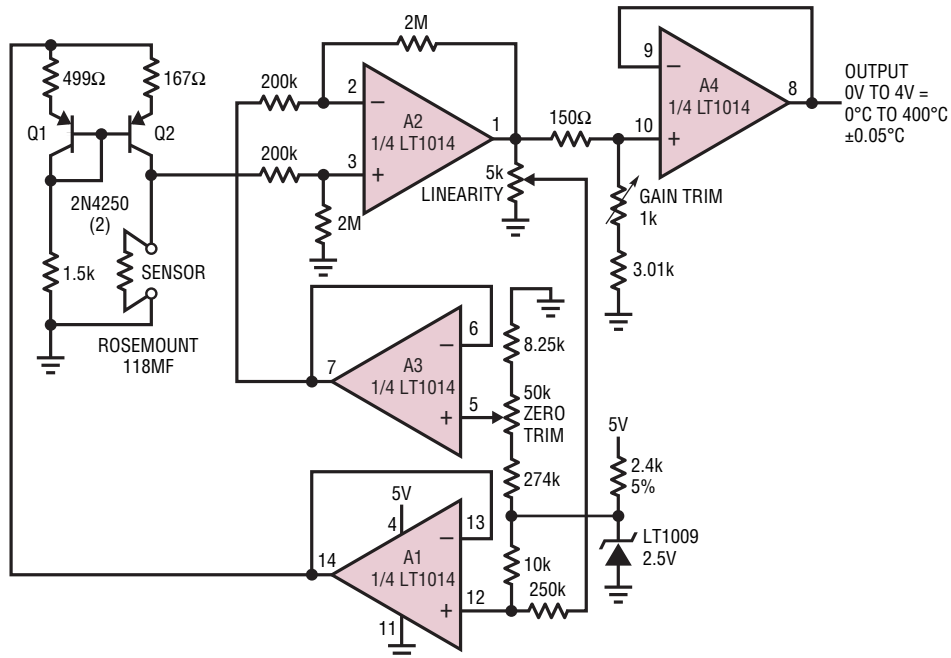 2M
499Ω
167Ω
200k
2
−
A2
1/4 LT1014
1
3
+
200k
2M
Q1
Q2
2N4250
(2)
1.5k
SENSOR
ROSEMOUNT
118MF
5k
LINEARITY
150Ω
9
−
A4
1/4 LT1014
8
10
+
OUTPUT
0V TO 4V =
0°C TO 400°C
±0.05°C
GAIN TRIM
1k
3.01k
6
−
A3
1/4 LT1014
7
5
+
8.25k
50k
ZERO
TRIM
274k
5V
2.4k
5%
LT1009
2.5V
5V
4
13
−
A1
1/4 LT1014
14
12
+
11
10k
250k